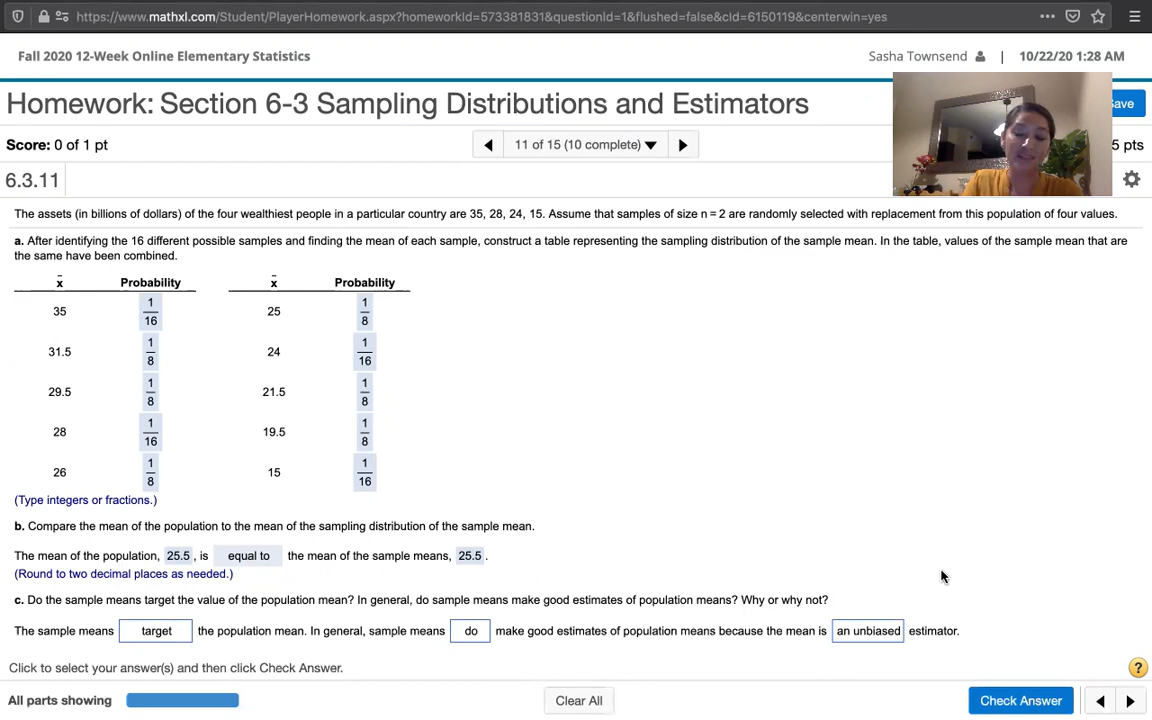 https://www.mathxl.com/Student/PlayerHomework.aspx?homeworkId=573381831&questionId=1&flushed=false&cId=6150119&centerwin=yes
Fall 2020 12-Week Online Elementary Statistics
Sasha Townsend | 10/22/20 1:28 AM
Homework: Section 6-3 Sampling Distributions and Estimators
ave
Score: 0 of 1 pt
11 of 15 (10 complete)
5 pts
6.3.11
The assets (in billions of dollars) of the four wealthiest people in a particular country are 35, 28, 24, 15. Assume that samples of size n = 2 are randomly selected with replacement from this population of four values.
a. After identifying the 16 different possible samples and finding the mean of each sample, construct a table representing the sampling distribution of the sample mean. In the table, values of the sample mean that are
the same have been combined.
x̄ Probability x̄ Probability
35 1/16 25 1/8
31.5 1/8 24 1/16
29.5 1/8 21.5 1/8
28 1/16 19.5 1/8
26 1/8 15 1/16
(Type integers or fractions.)
b. Compare the mean of the population to the mean of the sampling distribution of the sample mean.
The mean of the population, 25.5 , is equal to the mean of the sample means, 25.5 .
(Round to two decimal places as needed.)
c. Do the sample means target the value of the population mean? In general, do sample means make good estimates of population means? Why or why not?
The sample means target the population mean. In general, sample means do make good estimates of population means because the mean is an unbiased estimator.
Click to select your answer(s) and then click Check Answer.
?
All parts showing
Clear All
Check Answer